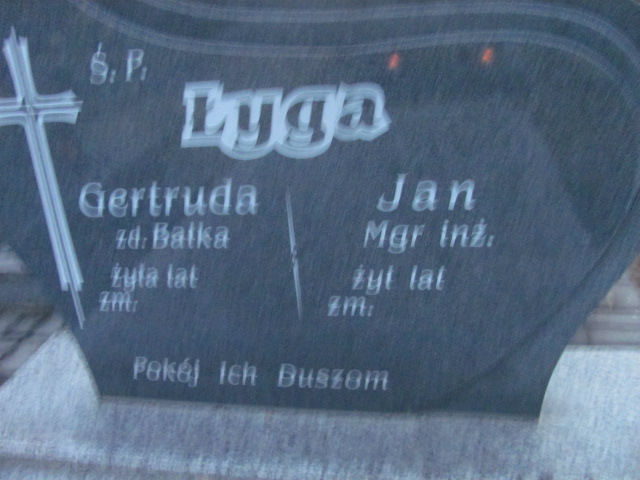 Ś. P.
Łyga
Gertruda Jan
zd. Bałka Mgr inż.
żyła lat żył lat
zm. zm.
Pokój Ich Duszom